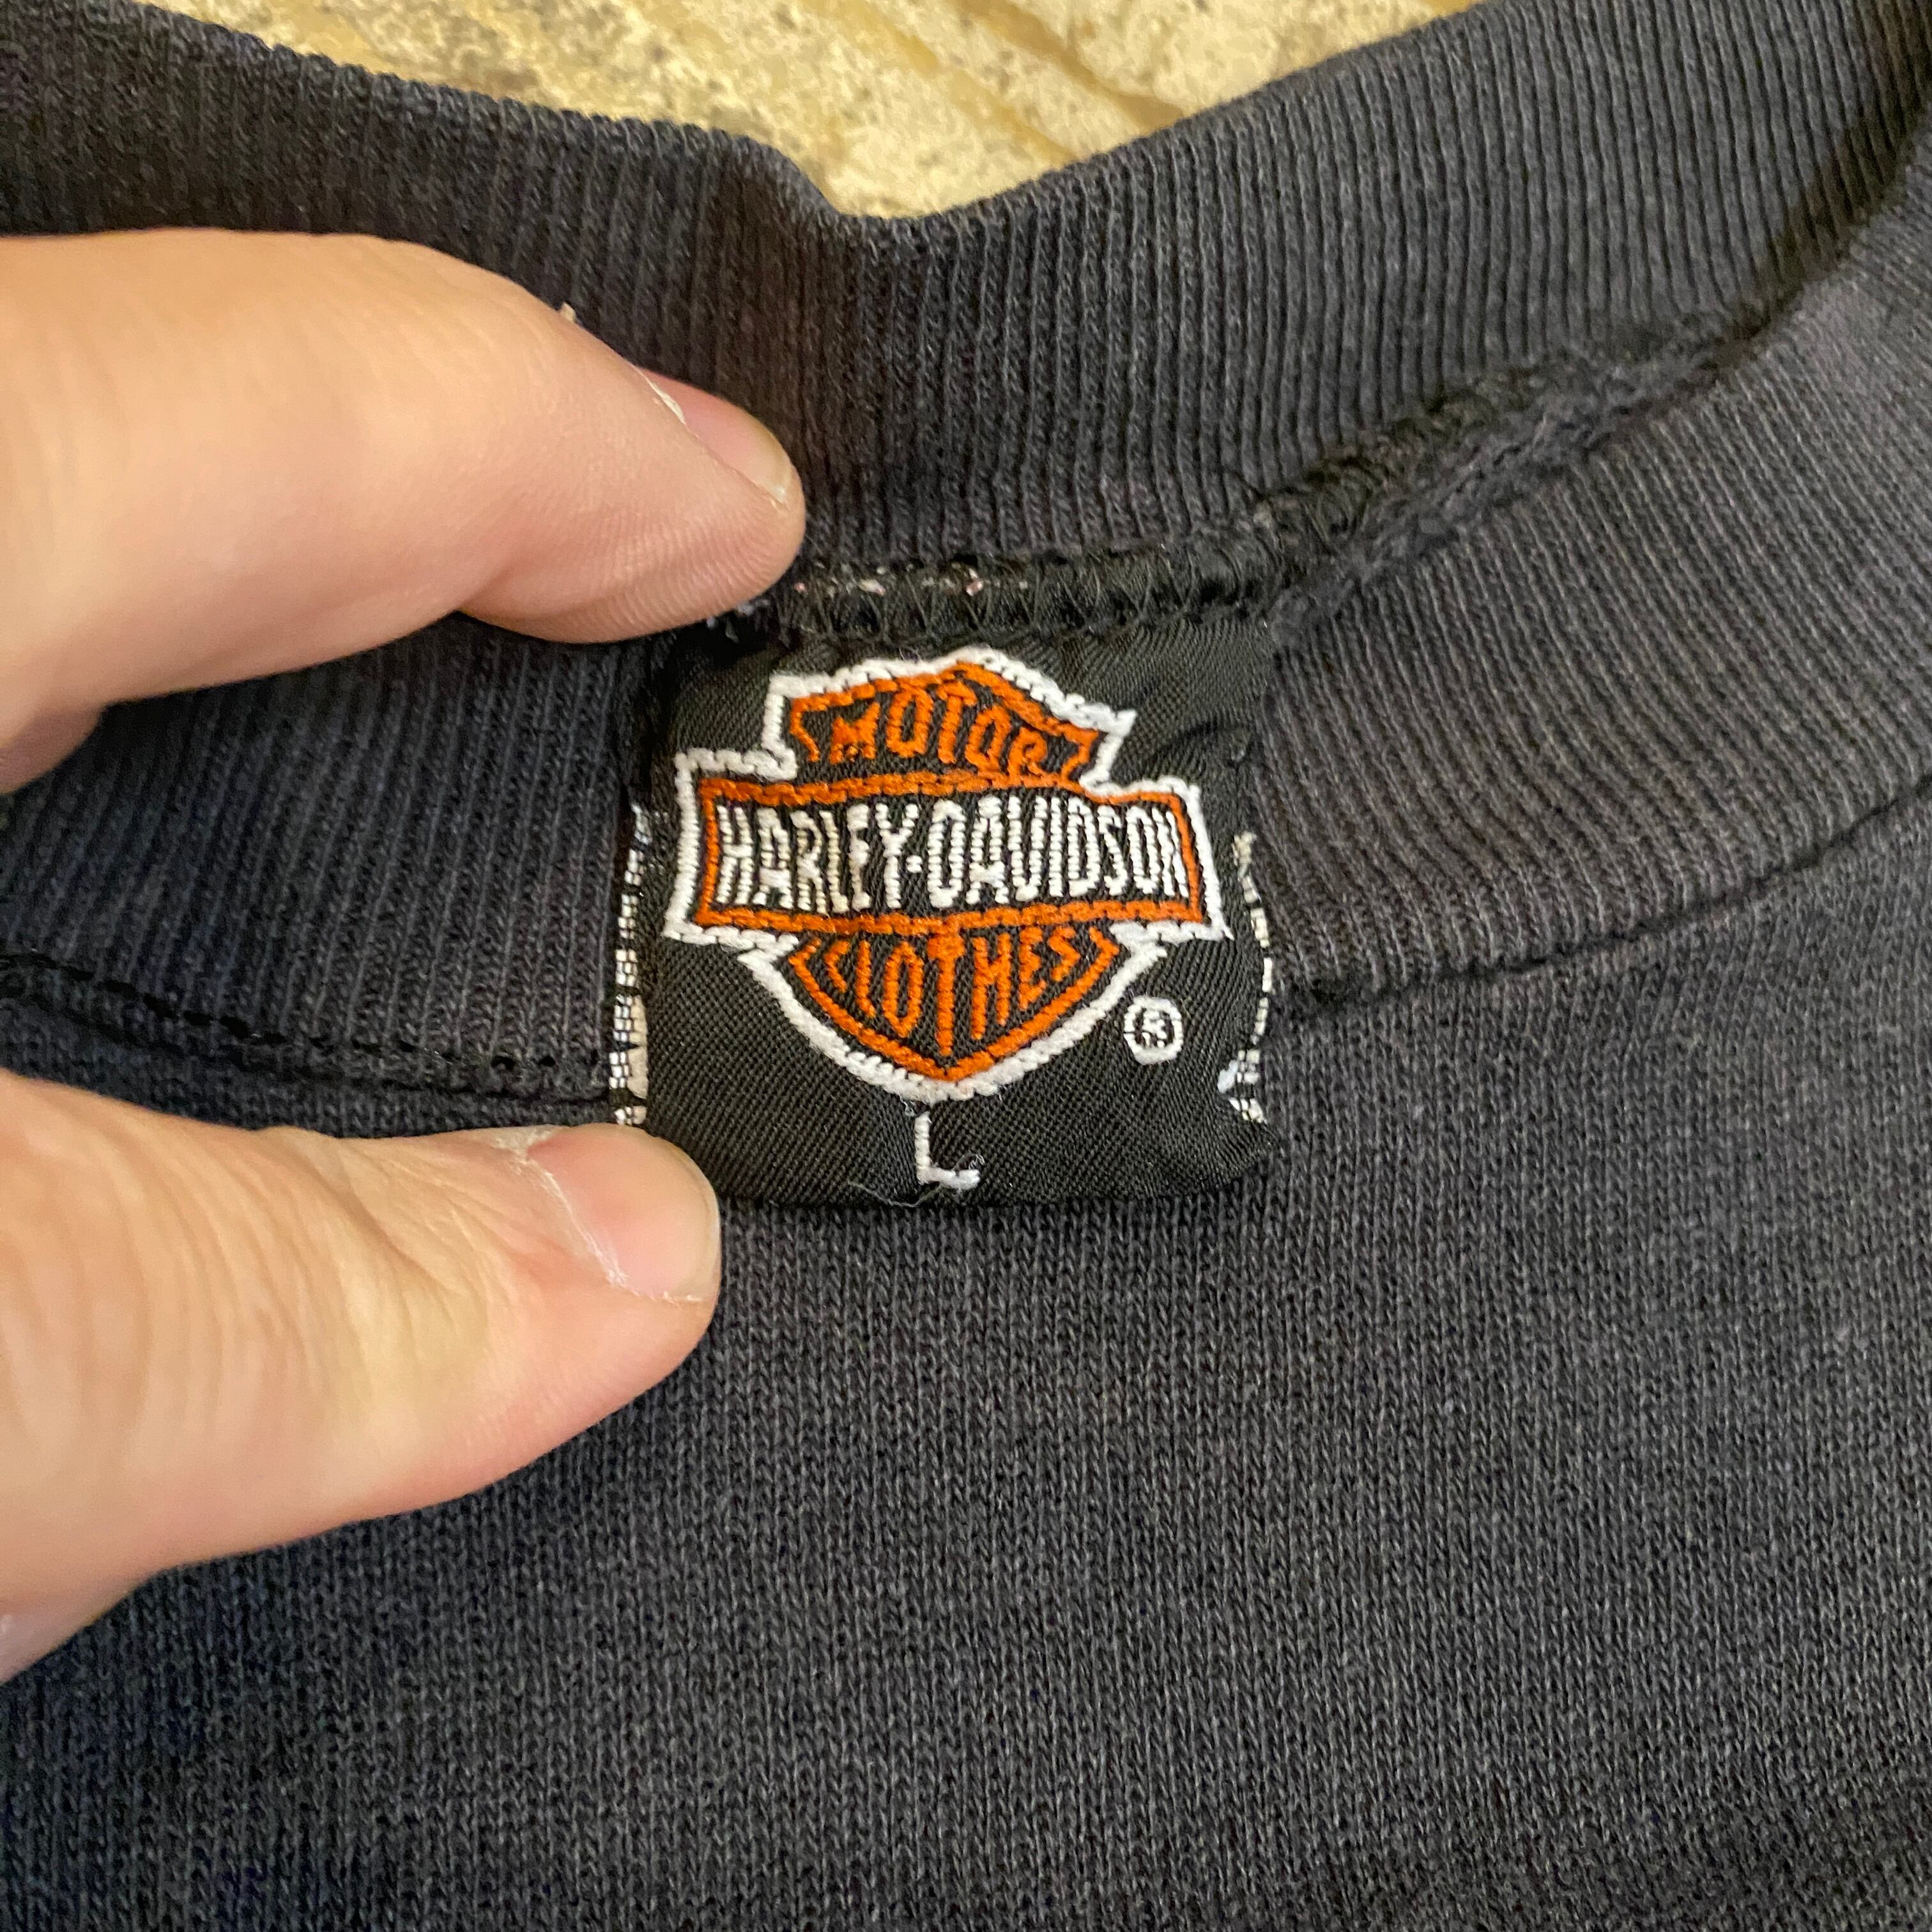 MOTOR
HARLEY-DAVIDSON
CLOTHES
®
L